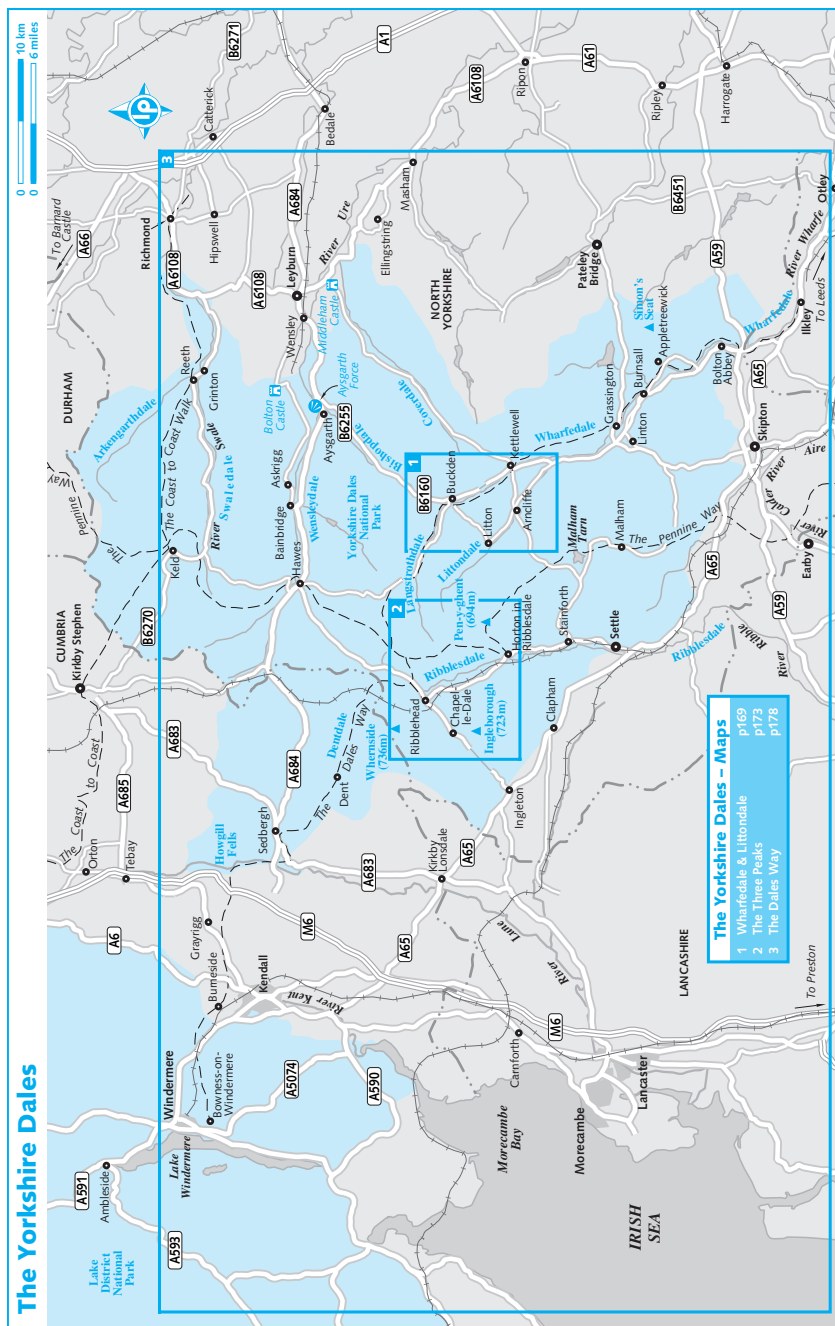 The Yorkshire Dales
0 10 km
0 6 miles
lp
Lake
District
National
Park
A591
Ambleside
A593
Lake
Windermere
Windermere
Bowness-on-
Windermere
A5074
A590
A6
Grayrigg
Burneside
Kendall
River Kent
M6
The Coast to Coast
Orton
Tebay
A685
CUMBRIA
Kirkby Stephen
A683
Howgill
Fells
Sedbergh
A684
A683
Dentdale
Dent
The Dales Way
Whernside
(736m)
B6270
Keld
The Pennine Way
DURHAM
Arkengarthdale
The Coast to Coast Walk
River Swale
Swaledale
Reeth
Grinton
To Barnard
Castle
A66
Richmond
A6108
Hipswell
Catterick
B6271
A1
3
A684
Bedale
A6108
Leyburn
River Ure
Wensley
Middleham
Castle
Bolton
Castle
Aysgarth
Force
Aysgarth
B6255
Askrigg
Bainbridge
Hawes
Wensleydale
Yorkshire Dales
National
Park
Bishopdale
Coverdale
Ellingstring
Masham
A6108
Ripon
A61
NORTH
YORKSHIRE
Langstrothdale
B6160
Buckden
1
Kettlewell
Litton
Arncliffe
Littondale
Wharfedale
2
Ribblehead
Chapel-
le-Dale
Ribblesdale
Pen-y-ghent
(694m)
Horton in
Ribblesdale
Ingleborough
(723m)
Stainforth
Settle
Malham
Tarn
Malham
The Pennine Way
Grassington
Linton
Burnsall
Appletreewick
Simon's
Seat
Pateley
Bridge
Ripley
Harrogate
B6451
A59
Bolton
Abbey
Wharfedale
River Wharfe
Ilkley
Otley
To Leeds
A65
Skipton
River Aire
Caker River
Earby
River
A65
A59
River Ribble
Ribblesdale
Clapham
Ingleton
A65
Kirkby
Lonsdale
A65
River Lune
Carnforth
M6
Morecambe
Bay
Morecambe
Lancaster
IRISH
SEA
LANCASHIRE
To Preston
The Yorkshire Dales – Maps
1 Wharfedale & Littondale p169
2 The Three Peaks p173
3 The Dales Way p178